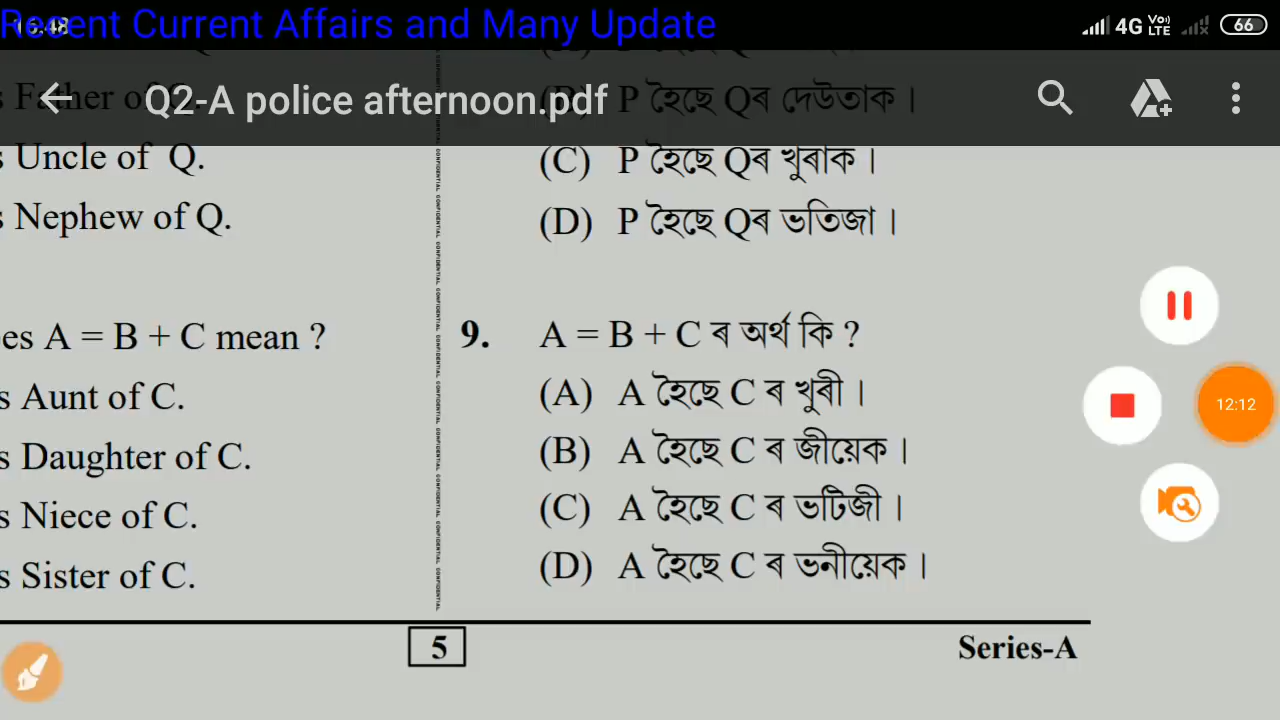 Recent Current Affairs and Many Update
4G VoLTE 66
Q2-A police afternoon.pdf
s Father of Q.
P হৈছে Qৰ দেউতাক।
s Uncle of Q.
(C) P হৈছে Qৰ খুৰাক।
s Nephew of Q.
(D) P হৈছে Qৰ ভতিজা।
es A = B + C mean ?
9. A = B + C ৰ অৰ্থ কি ?
s Aunt of C.
(A) A হৈছে C ৰ খুৰী।
s Daughter of C.
(B) A হৈছে C ৰ জীয়েক।
s Niece of C.
(C) A হৈছে C ৰ ভটিজী।
s Sister of C.
(D) A হৈছে C ৰ ভনীয়েক।
12:12
5
Series-A